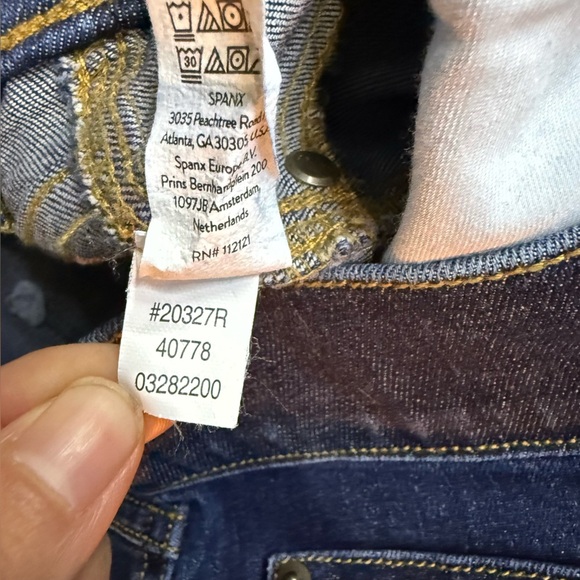 30
SPANX
3035 Peachtree Road
Atlanta, GA 30305 U.S.A.
Spanx Europe B.V.
Prins Bernhardplein 200
1097JB Amsterdam,
Netherlands
RN# 112121
#20327R
40778
03282200